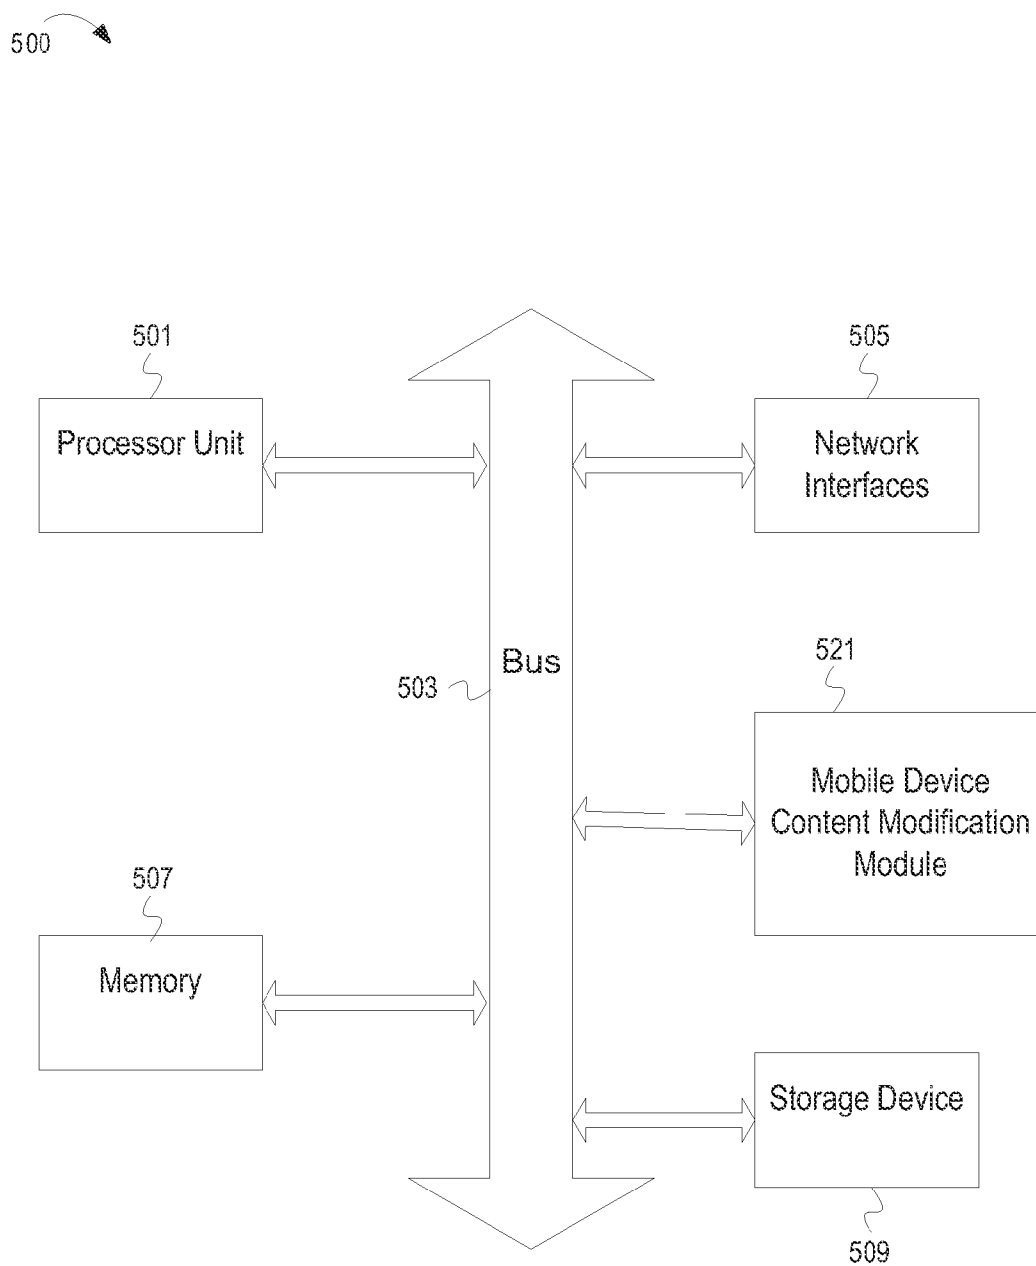 500
501
Processor Unit
505
Network
Interfaces
Bus
503
521
Mobile Device
Content Modification
Module
507
Memory
Storage Device
509